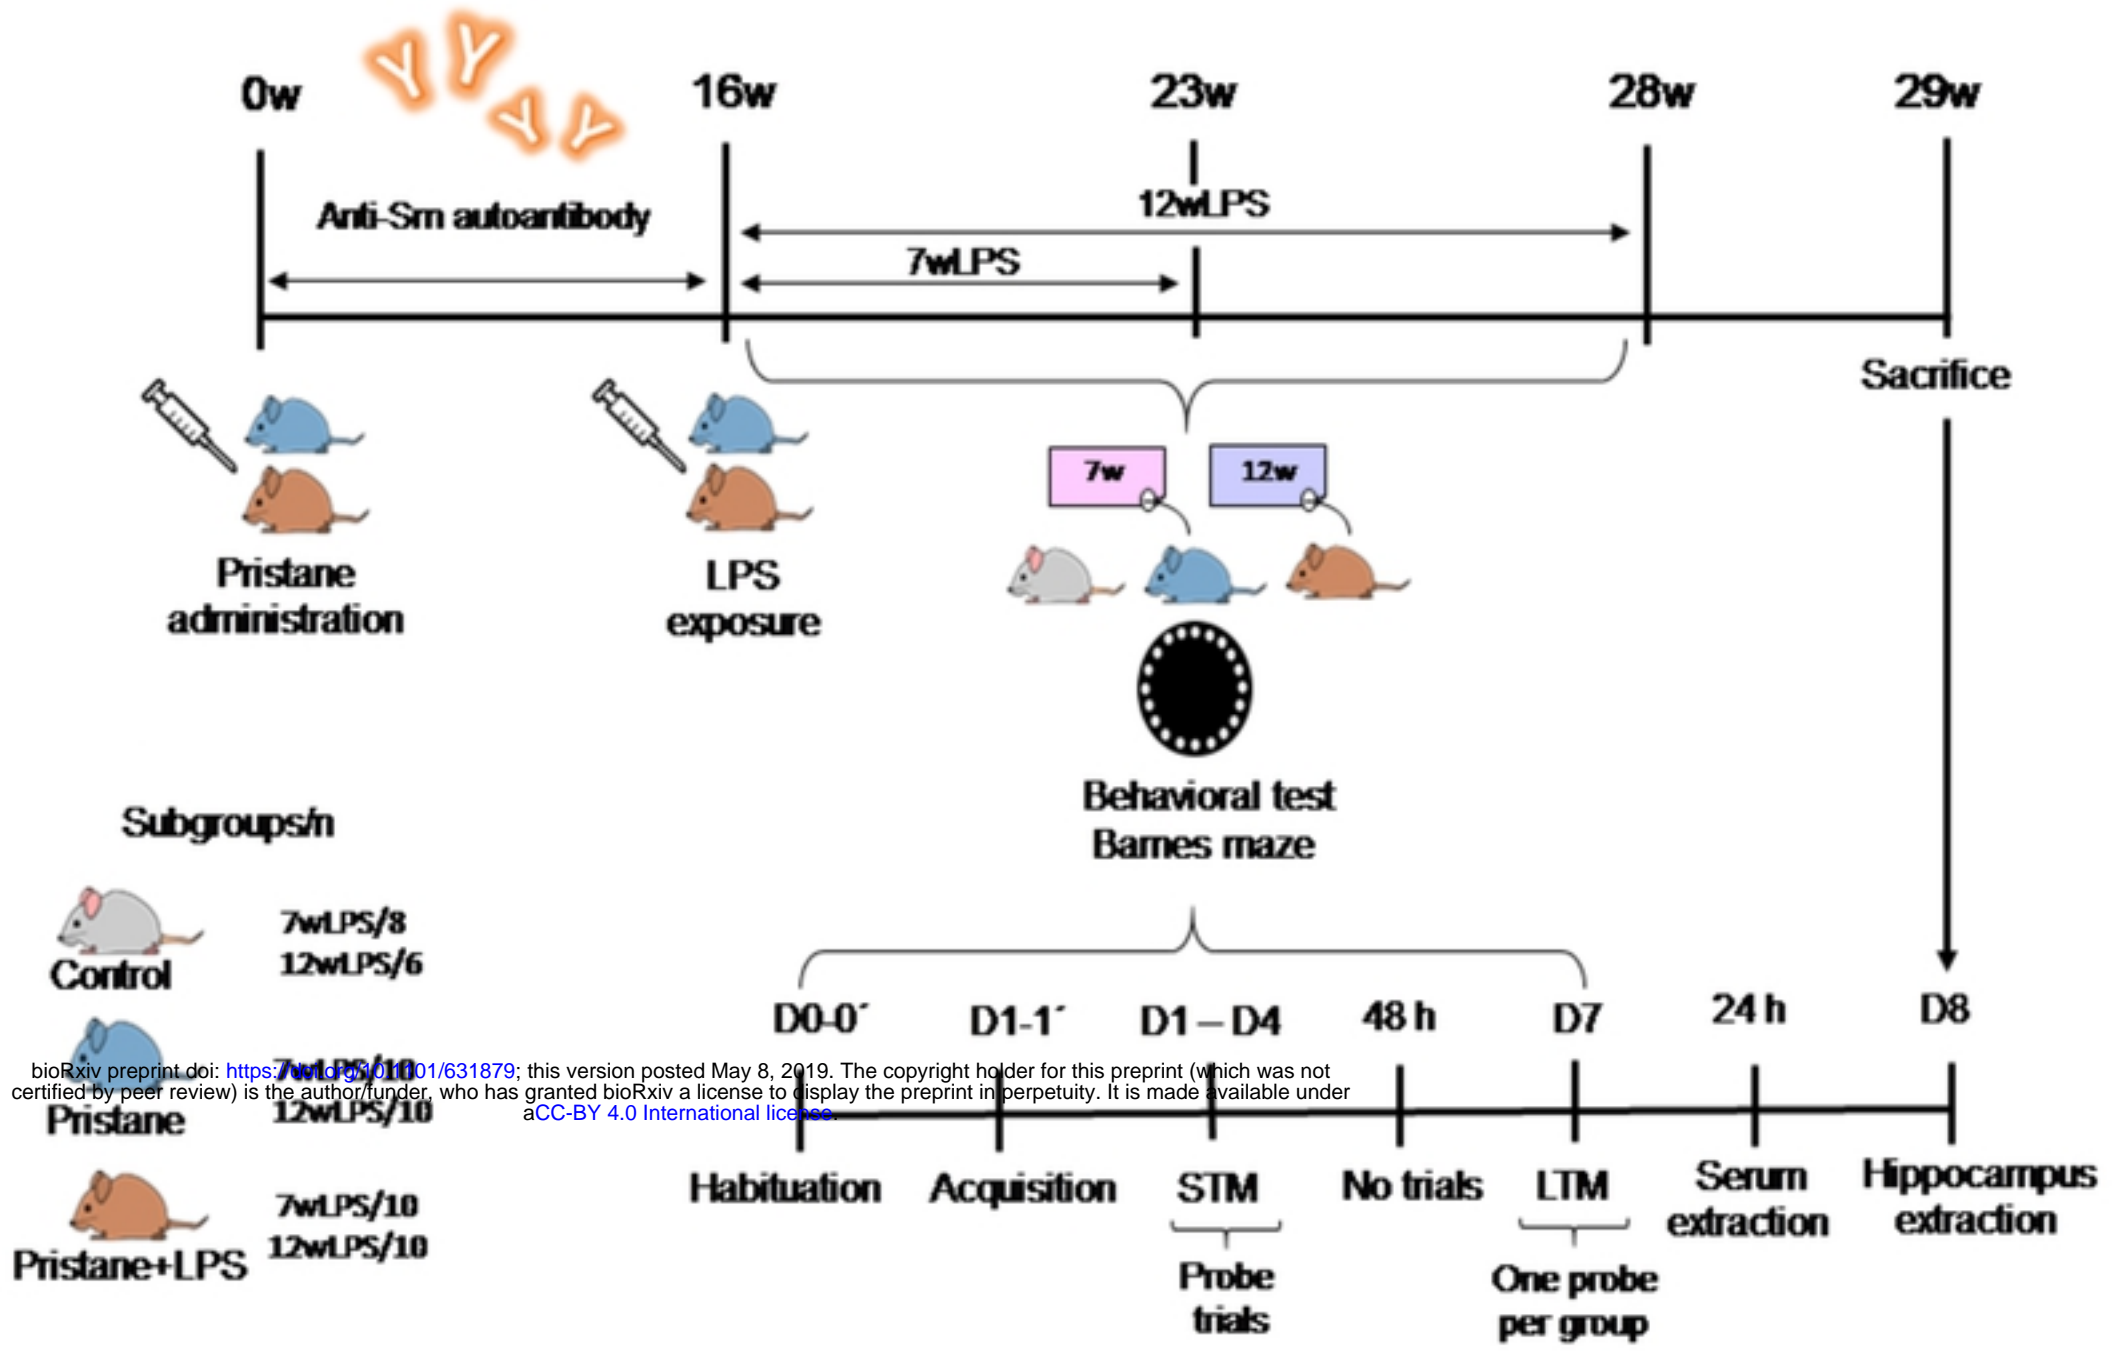 0w
16w
23w
28w
29w
Anti-Sm autoantibody
12wLPS
7wLPS
Sacrifice
7w
12w
Pristane
administration
LPS
exposure
Behavioral test
Barnes maze
Subgroups/n
Control
7wLPS/8
12wLPS/6
Pristane
7wLPS/10
12wLPS/10
Pristane+LPS
7wLPS/10
12wLPS/10
D0-0´
D1-1´
D1 – D4
48 h
D7
24 h
D8
Habituation
Acquisition
STM
No trials
LTM
Serum
extraction
Hippocampus
extraction
Probe
trials
One probe
per group
bioRxiv preprint doi: https://doi.org/10.1101/631879; this version posted May 8, 2019. The copyright holder for this preprint (which was not
certified by peer review) is the author/funder, who has granted bioRxiv a license to display the preprint in perpetuity. It is made available under
aCC-BY 4.0 International license.